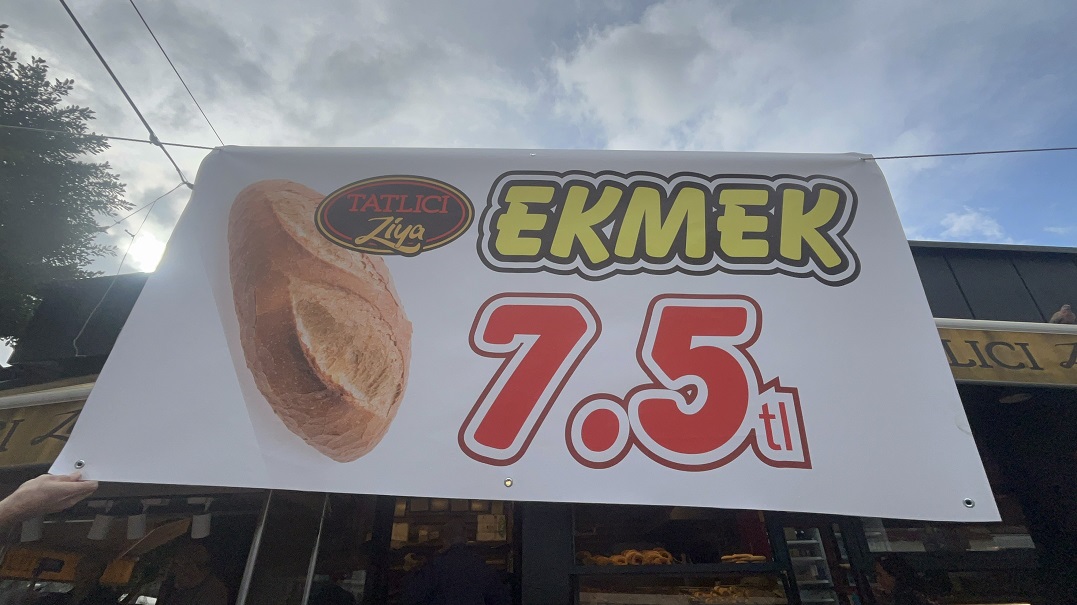 TATLICI
Ziya
EKMEK
7.5 tl